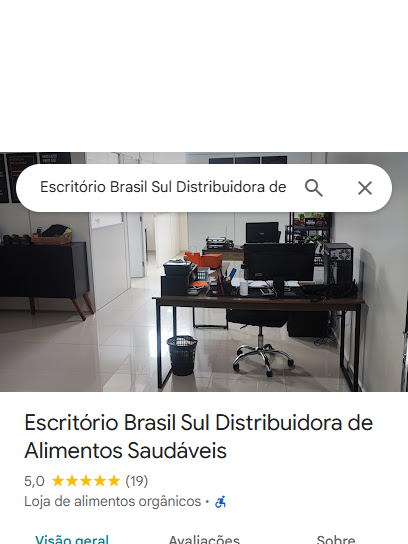 Escritório Brasil Sul Distribuidora de
Escritório Brasil Sul Distribuidora de
Alimentos Saudáveis
5,0 ★★★★★ (19)
Loja de alimentos orgânicos ·
Visão geral Avaliações Sobre